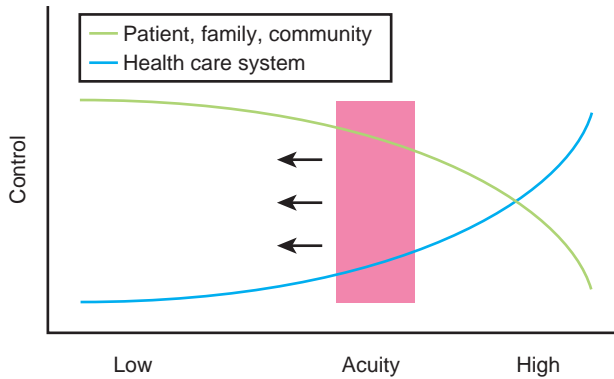 Patient, family, community
Health care system
Control
Low Acuity High